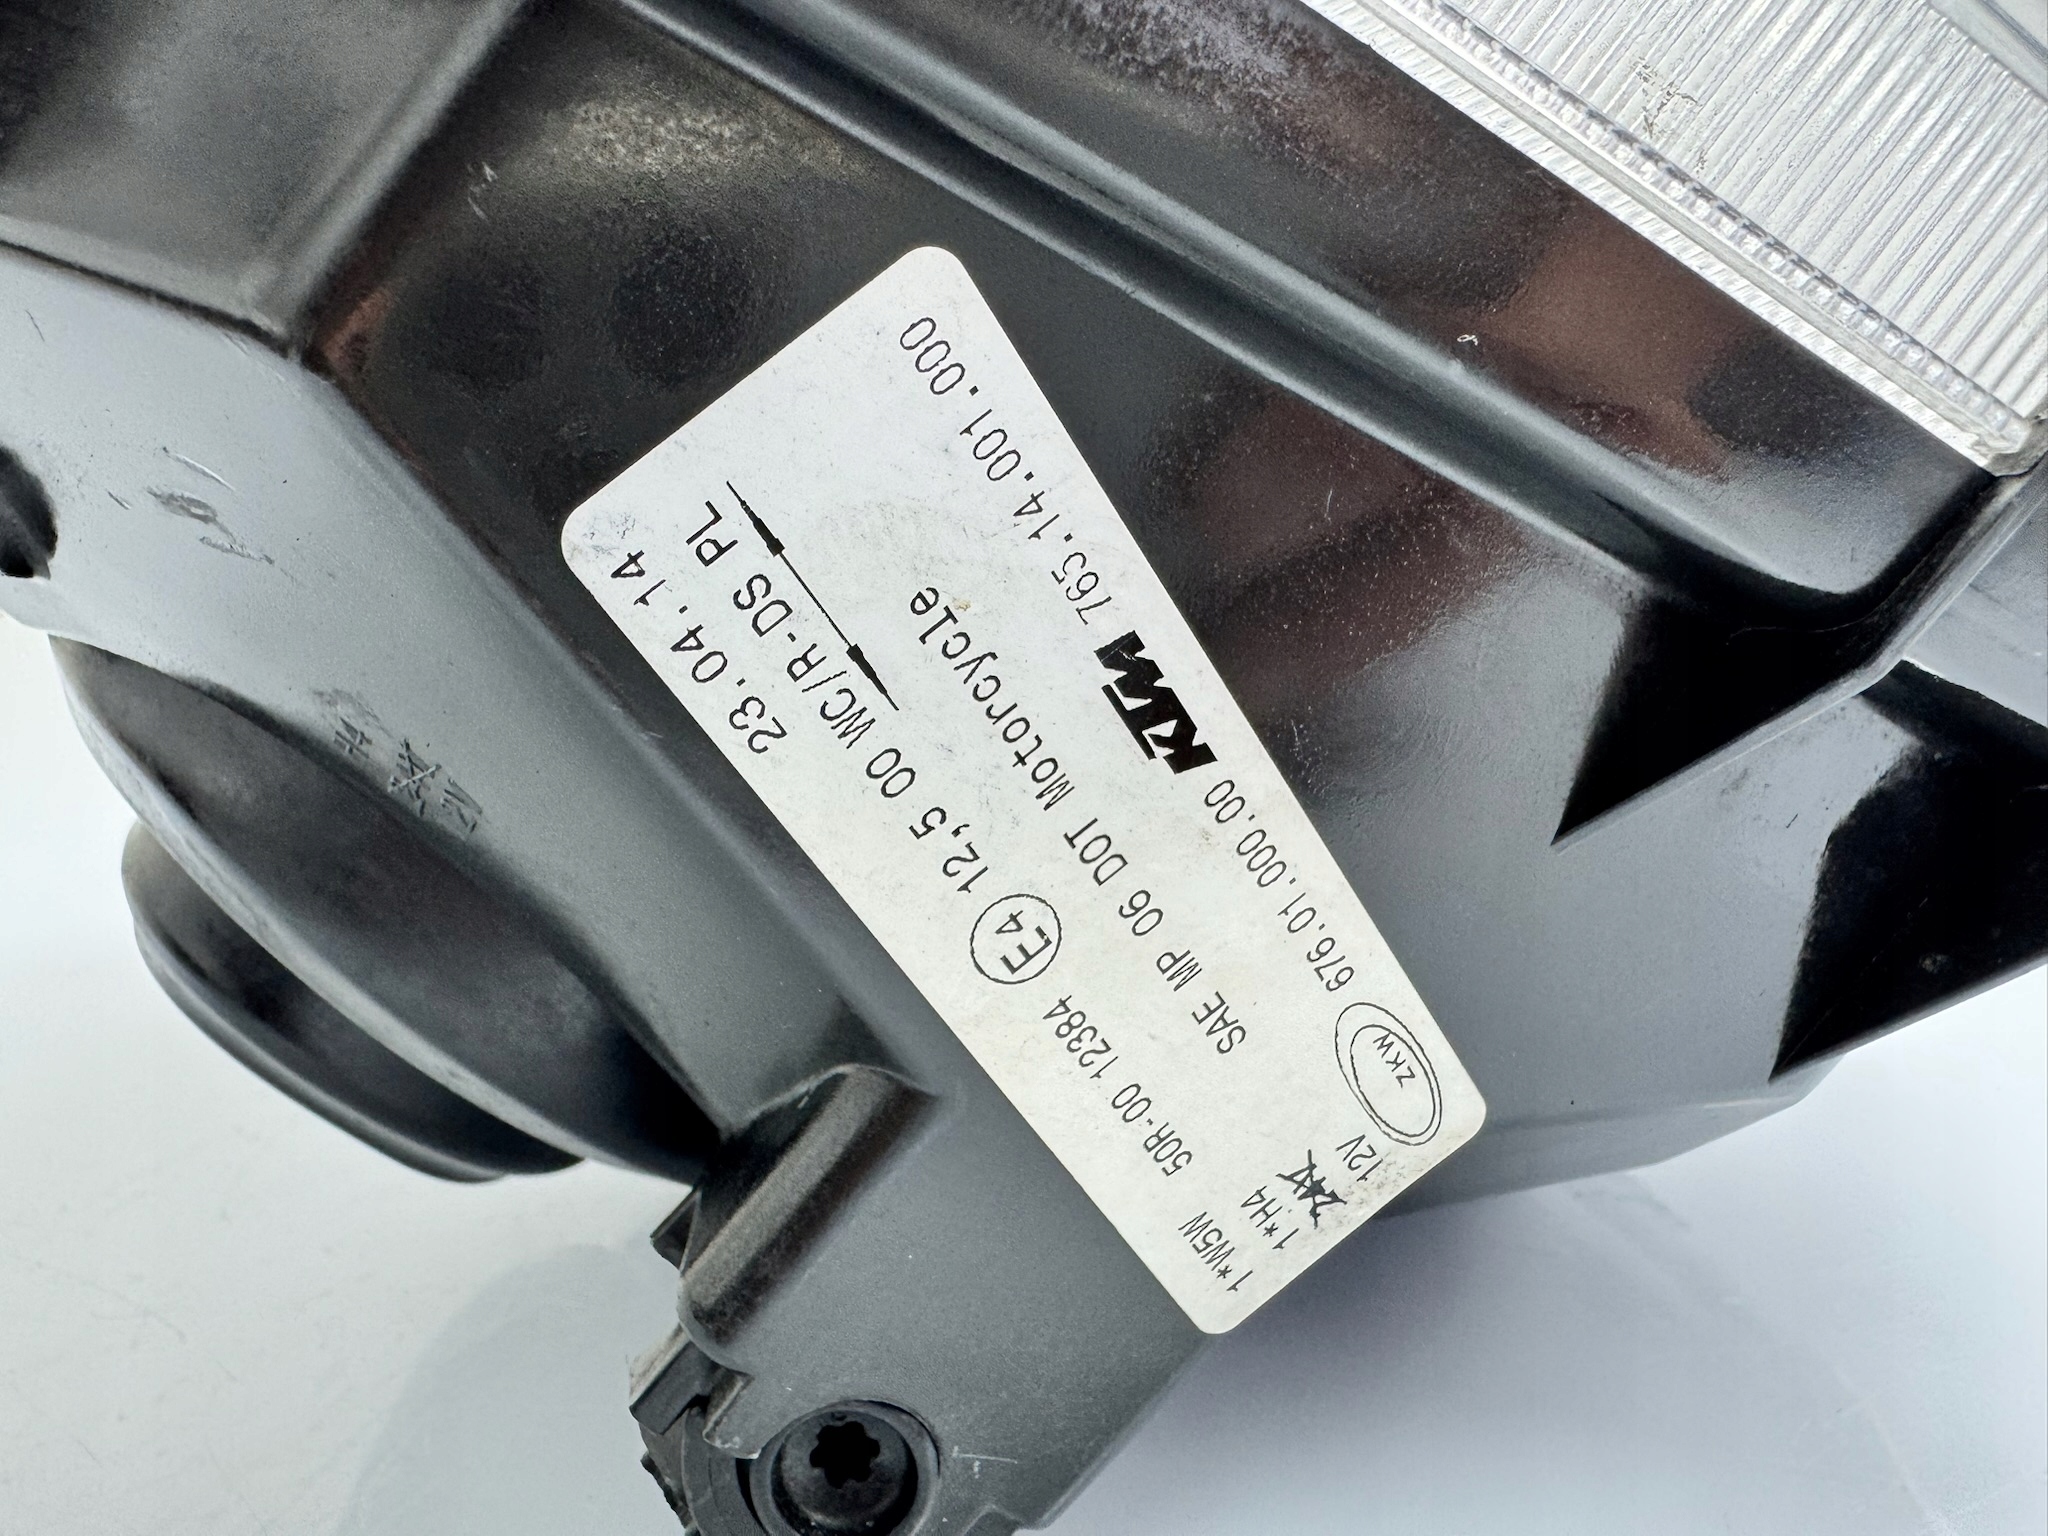 23.04.14
E4 12,5 00 WC/R-DS PL
50R-00 12384
SAE MP 06 DOT Motorcycle
1*W5W
1*H4
12V
ZKW 676.01.000.00 KTM 765.14.001.000